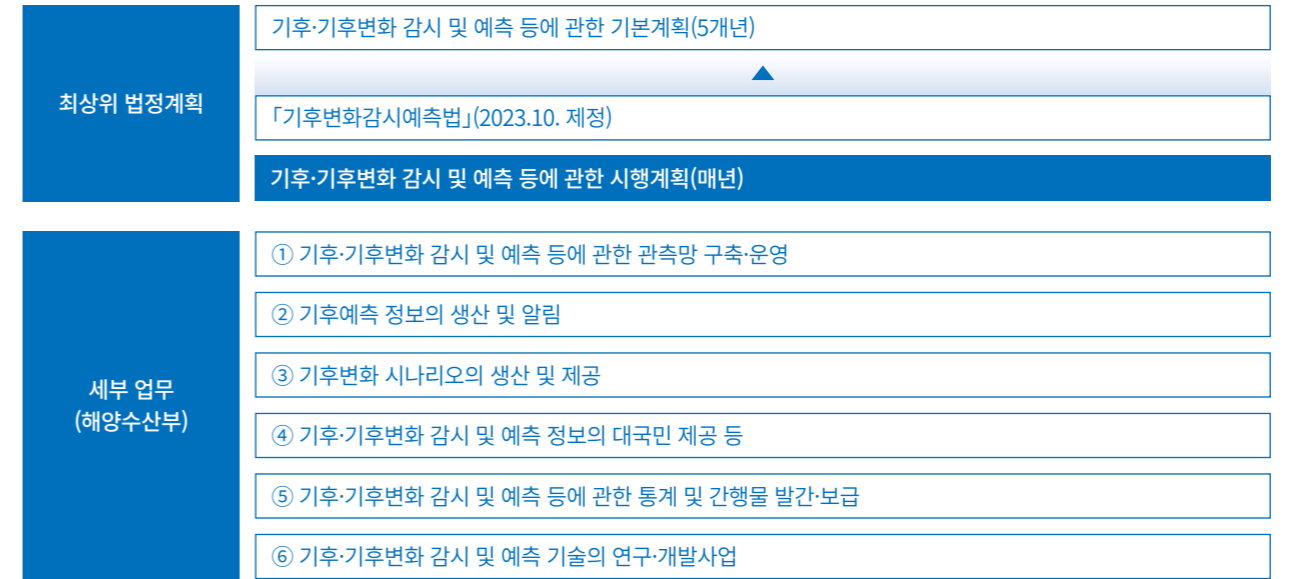 최상위 법정계획
기후·기후변화 감시 및 예측 등에 관한 기본계획(5개년)
▲
「기후변화감시예측법」(2023.10. 제정)
기후·기후변화 감시 및 예측 등에 관한 시행계획(매년)
세부 업무
(해양수산부)
① 기후·기후변화 감시 및 예측 등에 관한 관측망 구축·운영
② 기후예측 정보의 생산 및 알림
③ 기후변화 시나리오의 생산 및 제공
④ 기후·기후변화 감시 및 예측 정보의 대국민 제공 등
⑤ 기후·기후변화 감시 및 예측 등에 관한 통계 및 간행물 발간·보급
⑥ 기후·기후변화 감시 및 예측 기술의 연구·개발사업